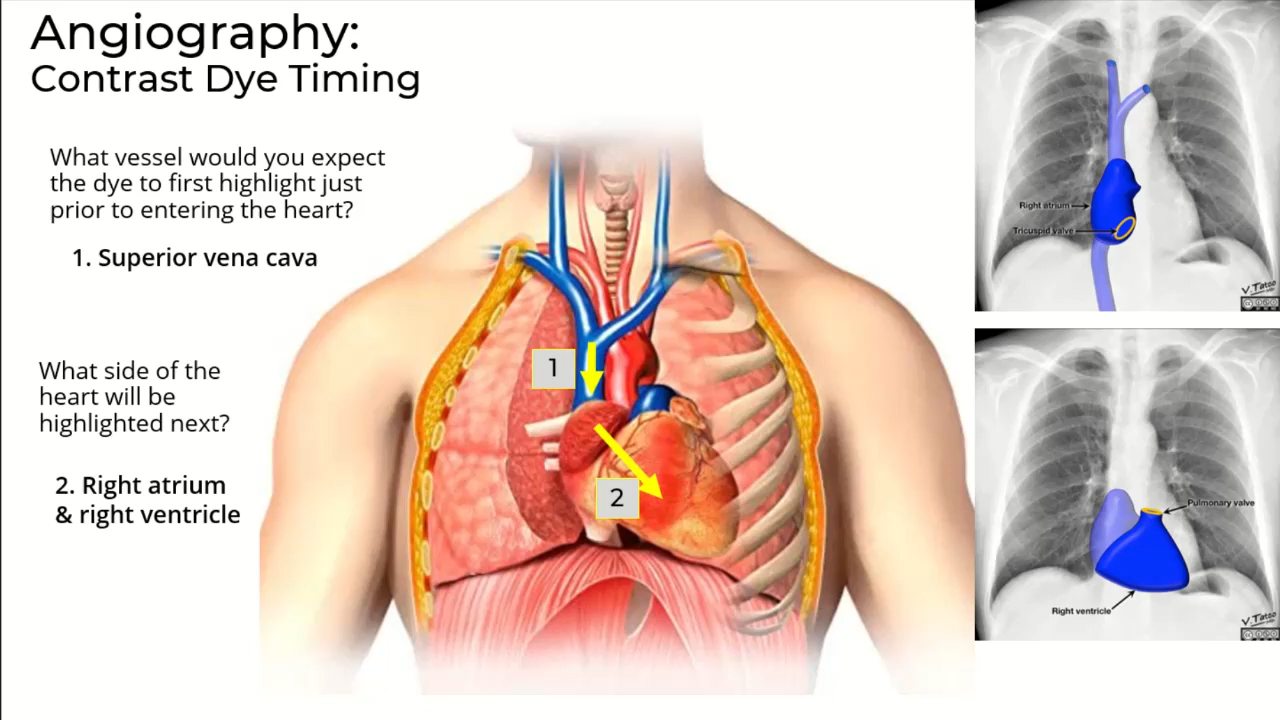 Angiography:
Contrast Dye Timing
What vessel would you expect
the dye to first highlight just
prior to entering the heart?
1. Superior vena cava
What side of the
heart will be
highlighted next?
2. Right atrium
& right ventricle
1
2
Right atrium
Tricuspid valve
V. Tatco
Pulmonary valve
Right ventricle
V. Tatco